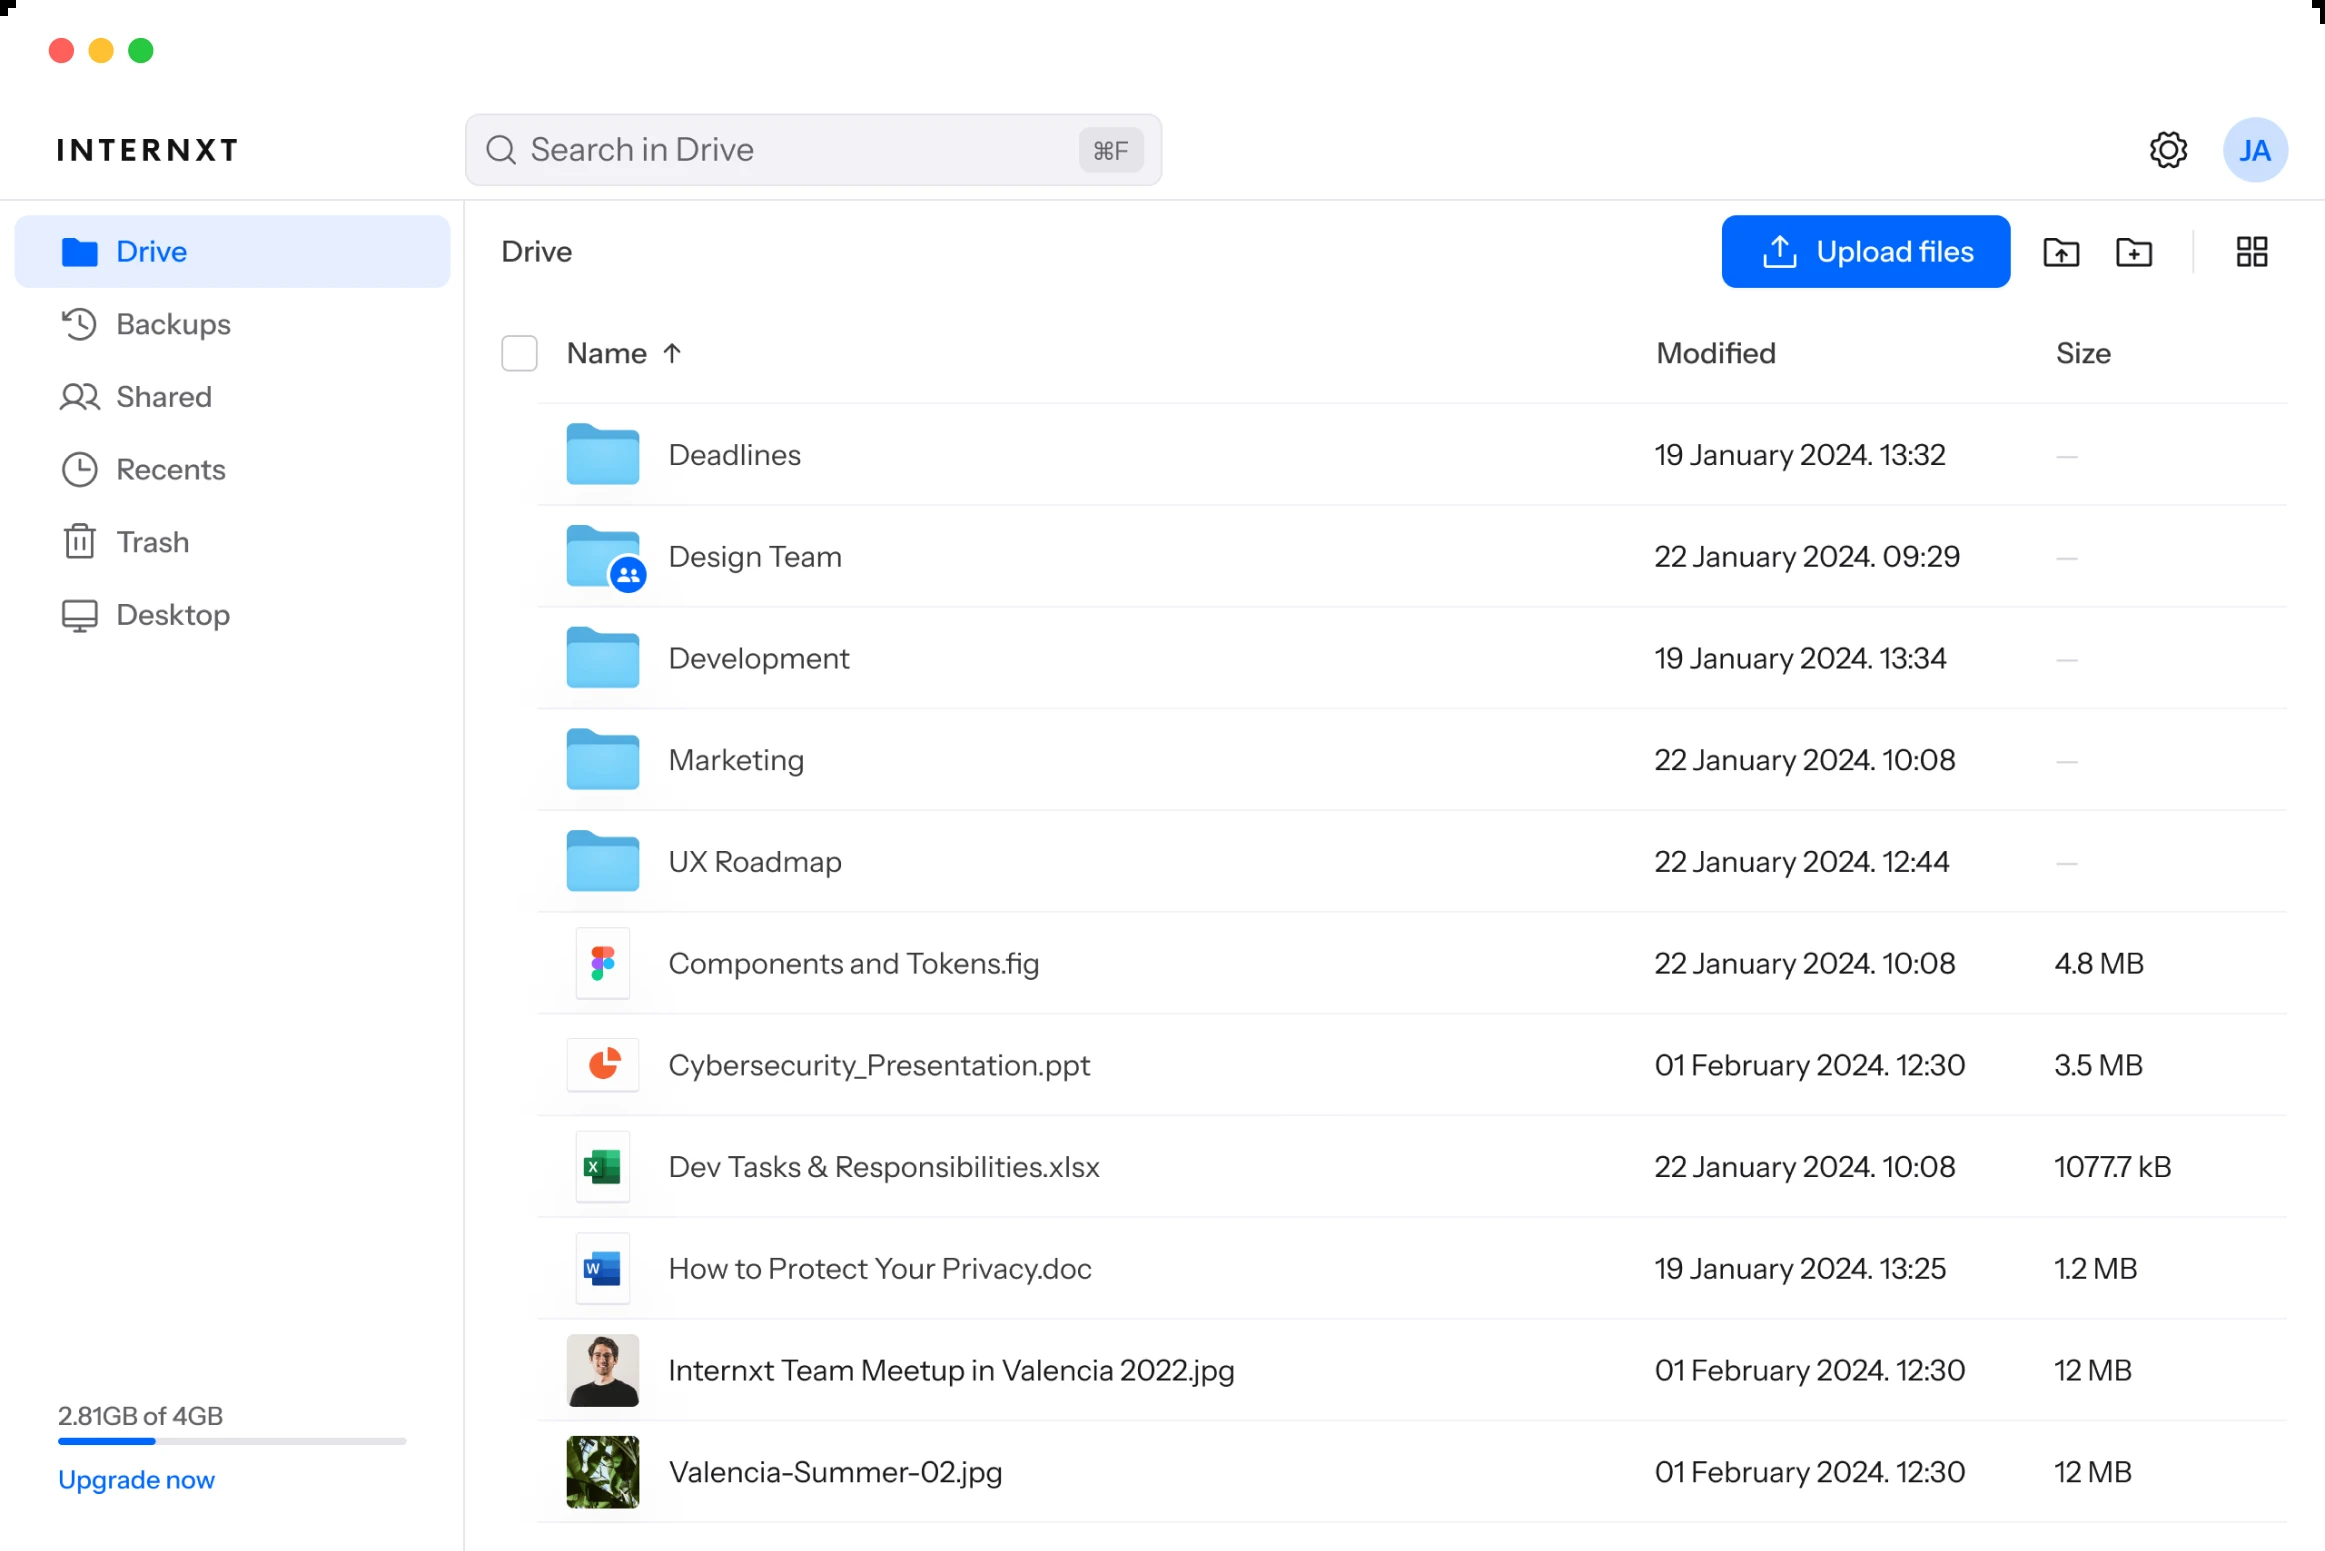 INTERNXT
Search in Drive ⌘F
JA
Drive
Backups
Shared
Recents
Trash
Desktop
2.81GB of 4GB
Upgrade now
Drive
Upload files
Name ↑ Modified Size
Deadlines 19 January 2024. 13:32 —
Design Team 22 January 2024. 09:29 —
Development 19 January 2024. 13:34 —
Marketing 22 January 2024. 10:08 —
UX Roadmap 22 January 2024. 12:44 —
Components and Tokens.fig 22 January 2024. 10:08 4.8 MB
Cybersecurity_Presentation.ppt 01 February 2024. 12:30 3.5 MB
X Dev Tasks & Responsibilities.xlsx 22 January 2024. 10:08 1077.7 kB
W How to Protect Your Privacy.doc 19 January 2024. 13:25 1.2 MB
Internxt Team Meetup in Valencia 2022.jpg 01 February 2024. 12:30 12 MB
Valencia-Summer-02.jpg 01 February 2024. 12:30 12 MB